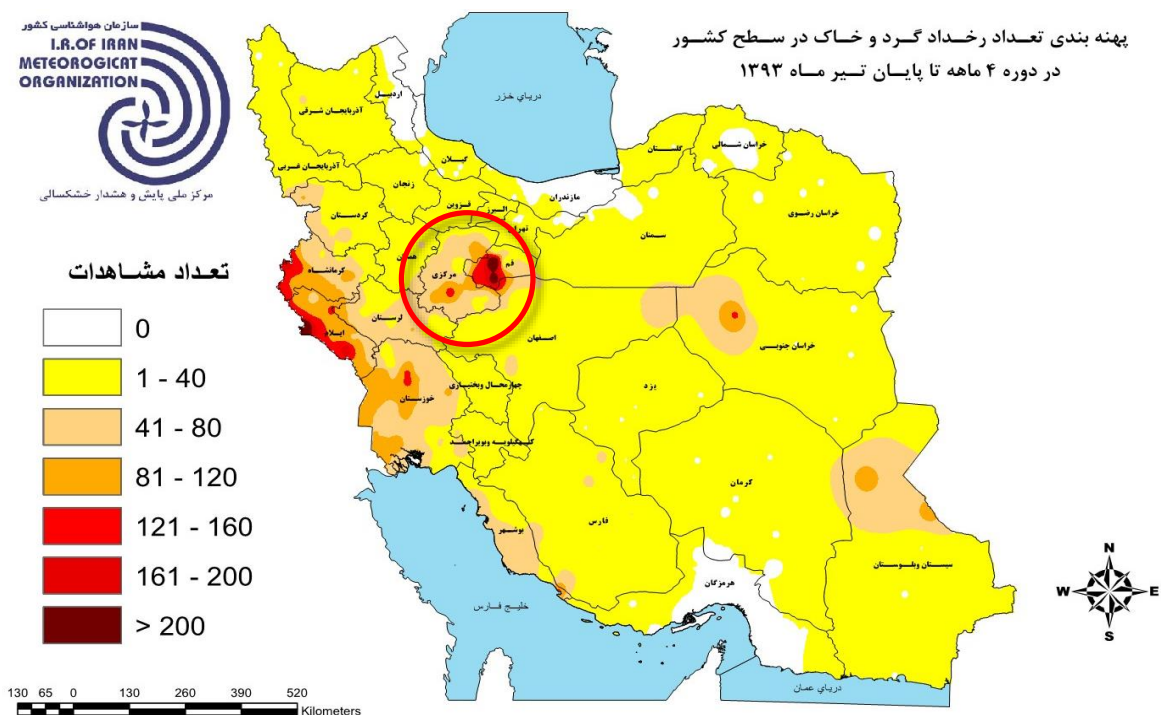 سازمان هواشناسی کشور
I.R.OF IRAN
METEOROGICAT
ORGANIZATION
مرکز ملی پایش و هشدار خشکسالی
پهنه بندی تعداد رخداد گرد و خاک در سطح کشور
در دوره ۴ ماهه تا پایان تیر ماه ۱۳۹۳
دریای خزر
اردبیل
آذربایجان شرقی
آذربایجان غربی
گیلان
زنجان
کردستان
قزوین
البرز
تهران
مازندران
گلستان
خراسان شمالی
خراسان رضوی
سمنان
همدان
مرکزی
قم
کرمانشاه
لرستان
ایلام
اصفهان
خراسان جنوبی
یزد
چهارمحال وبختیاری
خوزستان
کهگیلویه وبویراحمد
فارس
کرمان
بوشهر
هرمزگان
سیستان وبلوستان
خلیج فارس
دریای عمان
تعداد مشاهدات
0
1 - 40
41 - 80
81 - 120
121 - 160
161 - 200
> 200
N
W E
S
130 65 0 130 260 390 520
Kilometers